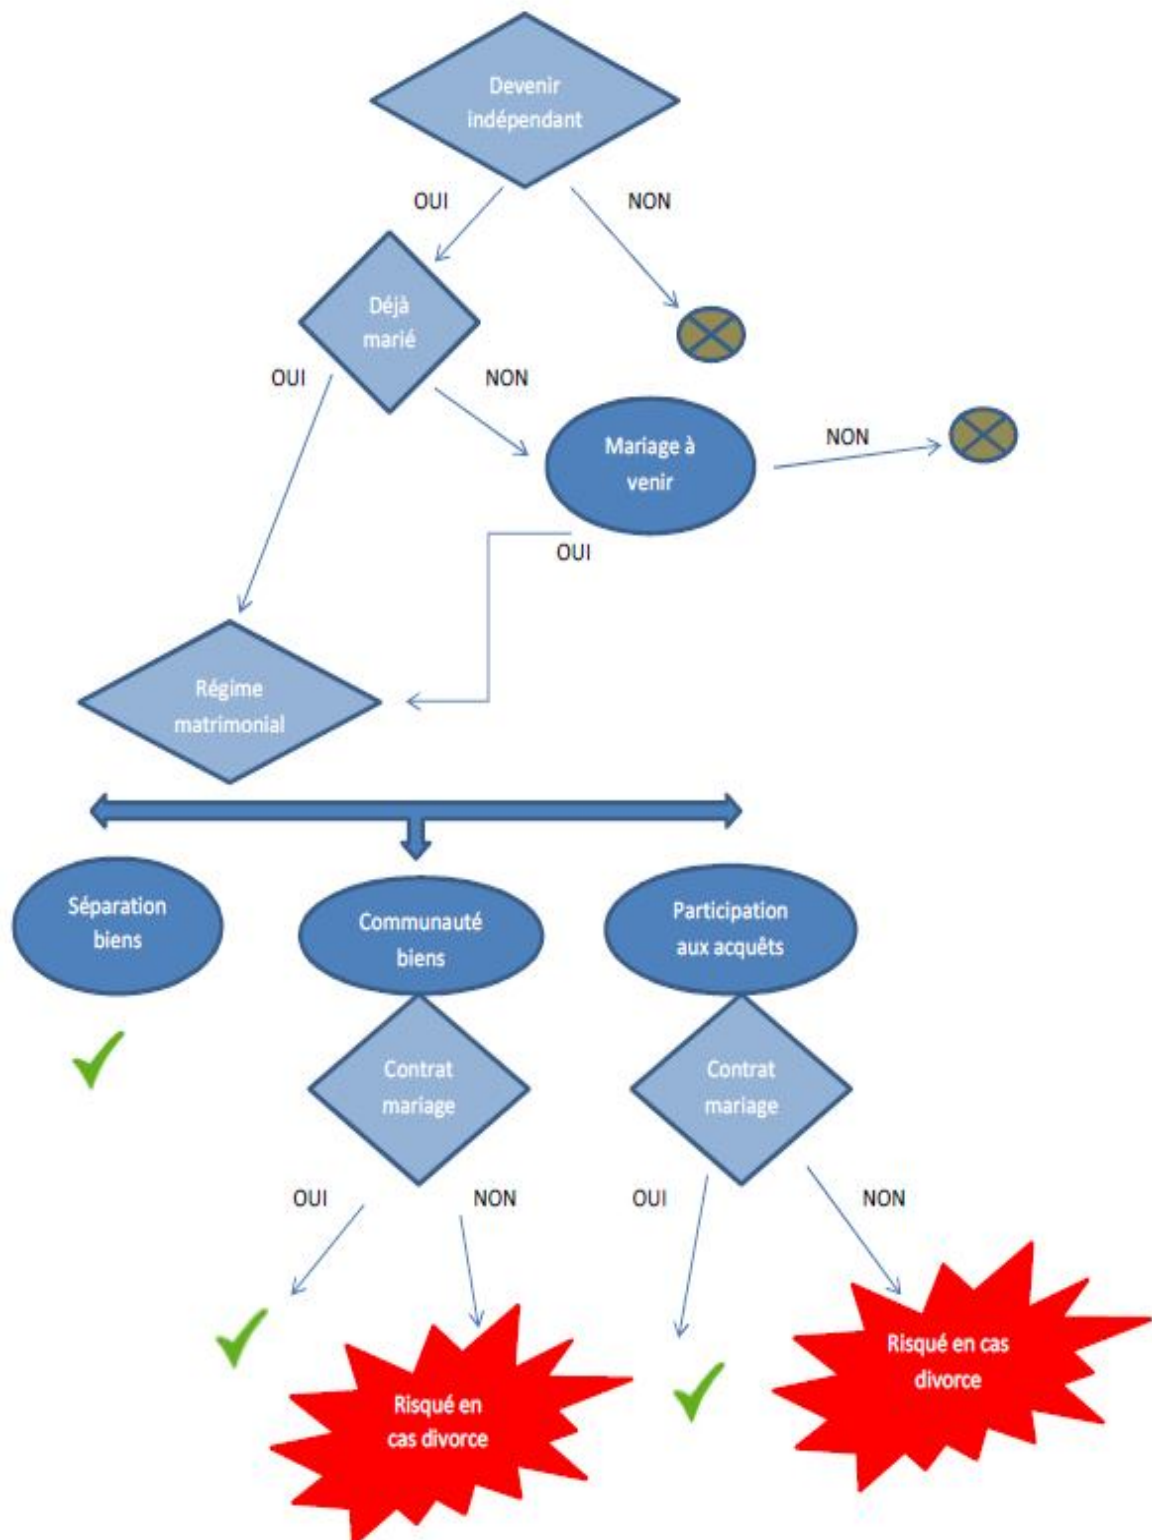 Devenir
indépendant
OUI
NON
Déjà
marié
OUI
NON
Mariage à
venir
NON
OUI
Régime
matrimonial
Séparation
biens
Communauté
biens
Participation
aux acquêts
Contrat
mariage
Contrat
mariage
OUI
NON
OUI
NON
Risqué en
cas divorce
Risqué en cas
divorce